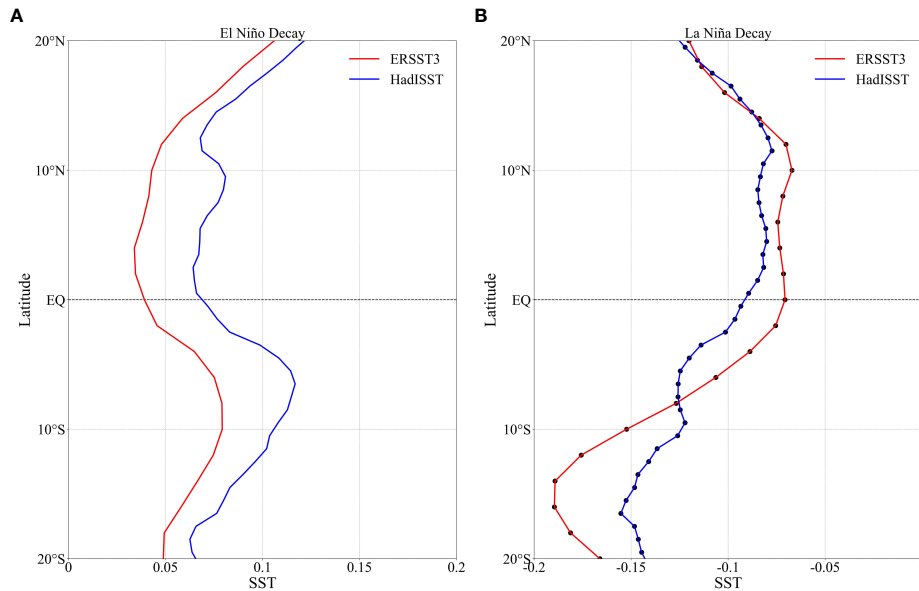 A
El Niño Decay
20°N
10°N
EQ
10°S
20°S
Latitude
0
0.05
0.1
0.15
0.2
SST
ERSST3
HadISST
B
La Niña Decay
20°N
10°N
EQ
10°S
20°S
Latitude
-0.2
-0.15
-0.1
-0.05
SST
ERSST3
HadISST